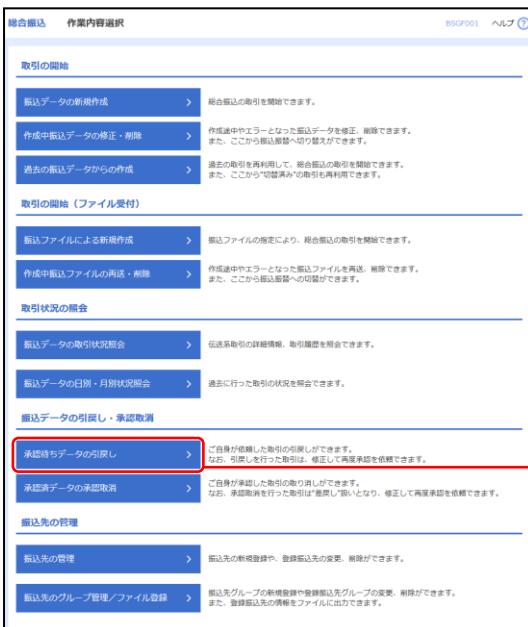 総合振込 作業内容選択 BSGF001 ヘルプ ?
取引の開始
振込データの新規作成 >
総合振込の取引を開始できます。
作成中振込データの修正・削除 >
作成途中やエラーとなった振込データを修正、削除できます。
また、ここから振込振替へ切り替えができます。
過去の振込データからの作成 >
過去の取引を再利用して、総合振込の取引を開始できます。
また、ここから"切替済み"の取引も再利用できます。
取引の開始（ファイル受付）
振込ファイルによる新規作成 >
振込ファイルの指定により、総合振込の取引を開始できます。
作成中振込ファイルの再送・削除 >
作成途中やエラーとなった振込ファイルを再送、削除できます。
また、ここから振込振替への切替ができます。
取引状況の照会
振込データの取引状況照会 >
伝送系取引の詳細情報、取引履歴を照会できます。
振込データの日別・月別状況照会 >
過去に行った取引の状況を照会できます。
振込データの引戻し・承認取消
承認待ちデータの引戻し >
ご自身が依頼した取引の引戻しができます。
なお、引戻しを行った取引は、修正して再度承認を依頼できます。
承認済データの承認取消 >
ご自身が承認した取引の取り消しができます。
なお、承認取消を行った取引は"差戻し"扱いとなり、修正して再度承認を依頼できます。
振込先の管理
振込先の管理 >
振込先の新規登録や、登録振込先の変更、削除ができます。
振込先のグループ管理／ファイル登録 >
振込先グループの新規登録や登録振込先グループの変更、削除ができます。
また、登録振込先の情報をファイルに出力できます。